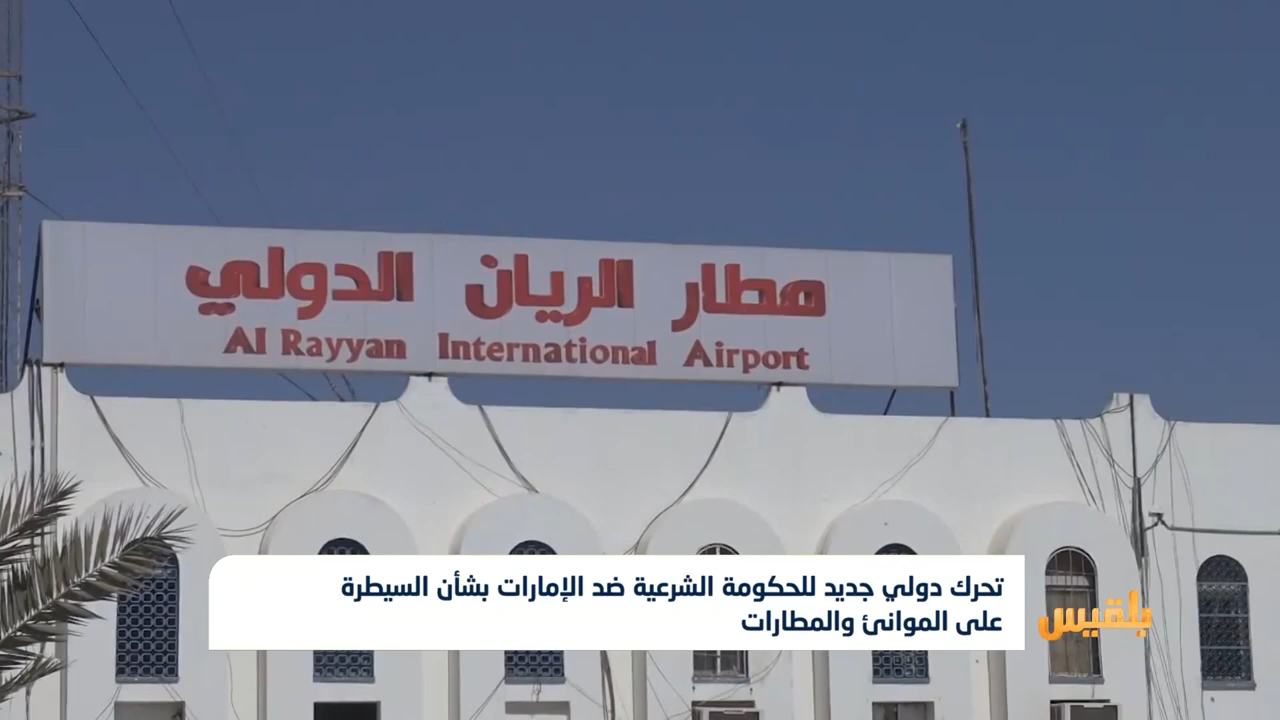 مطار الريان الدولي
Al Rayyan International Airport
تحرك دولي جديد للحكومة الشرعية ضد الإمارات بشأن السيطرة
على الموانئ والمطارات
بلقيس